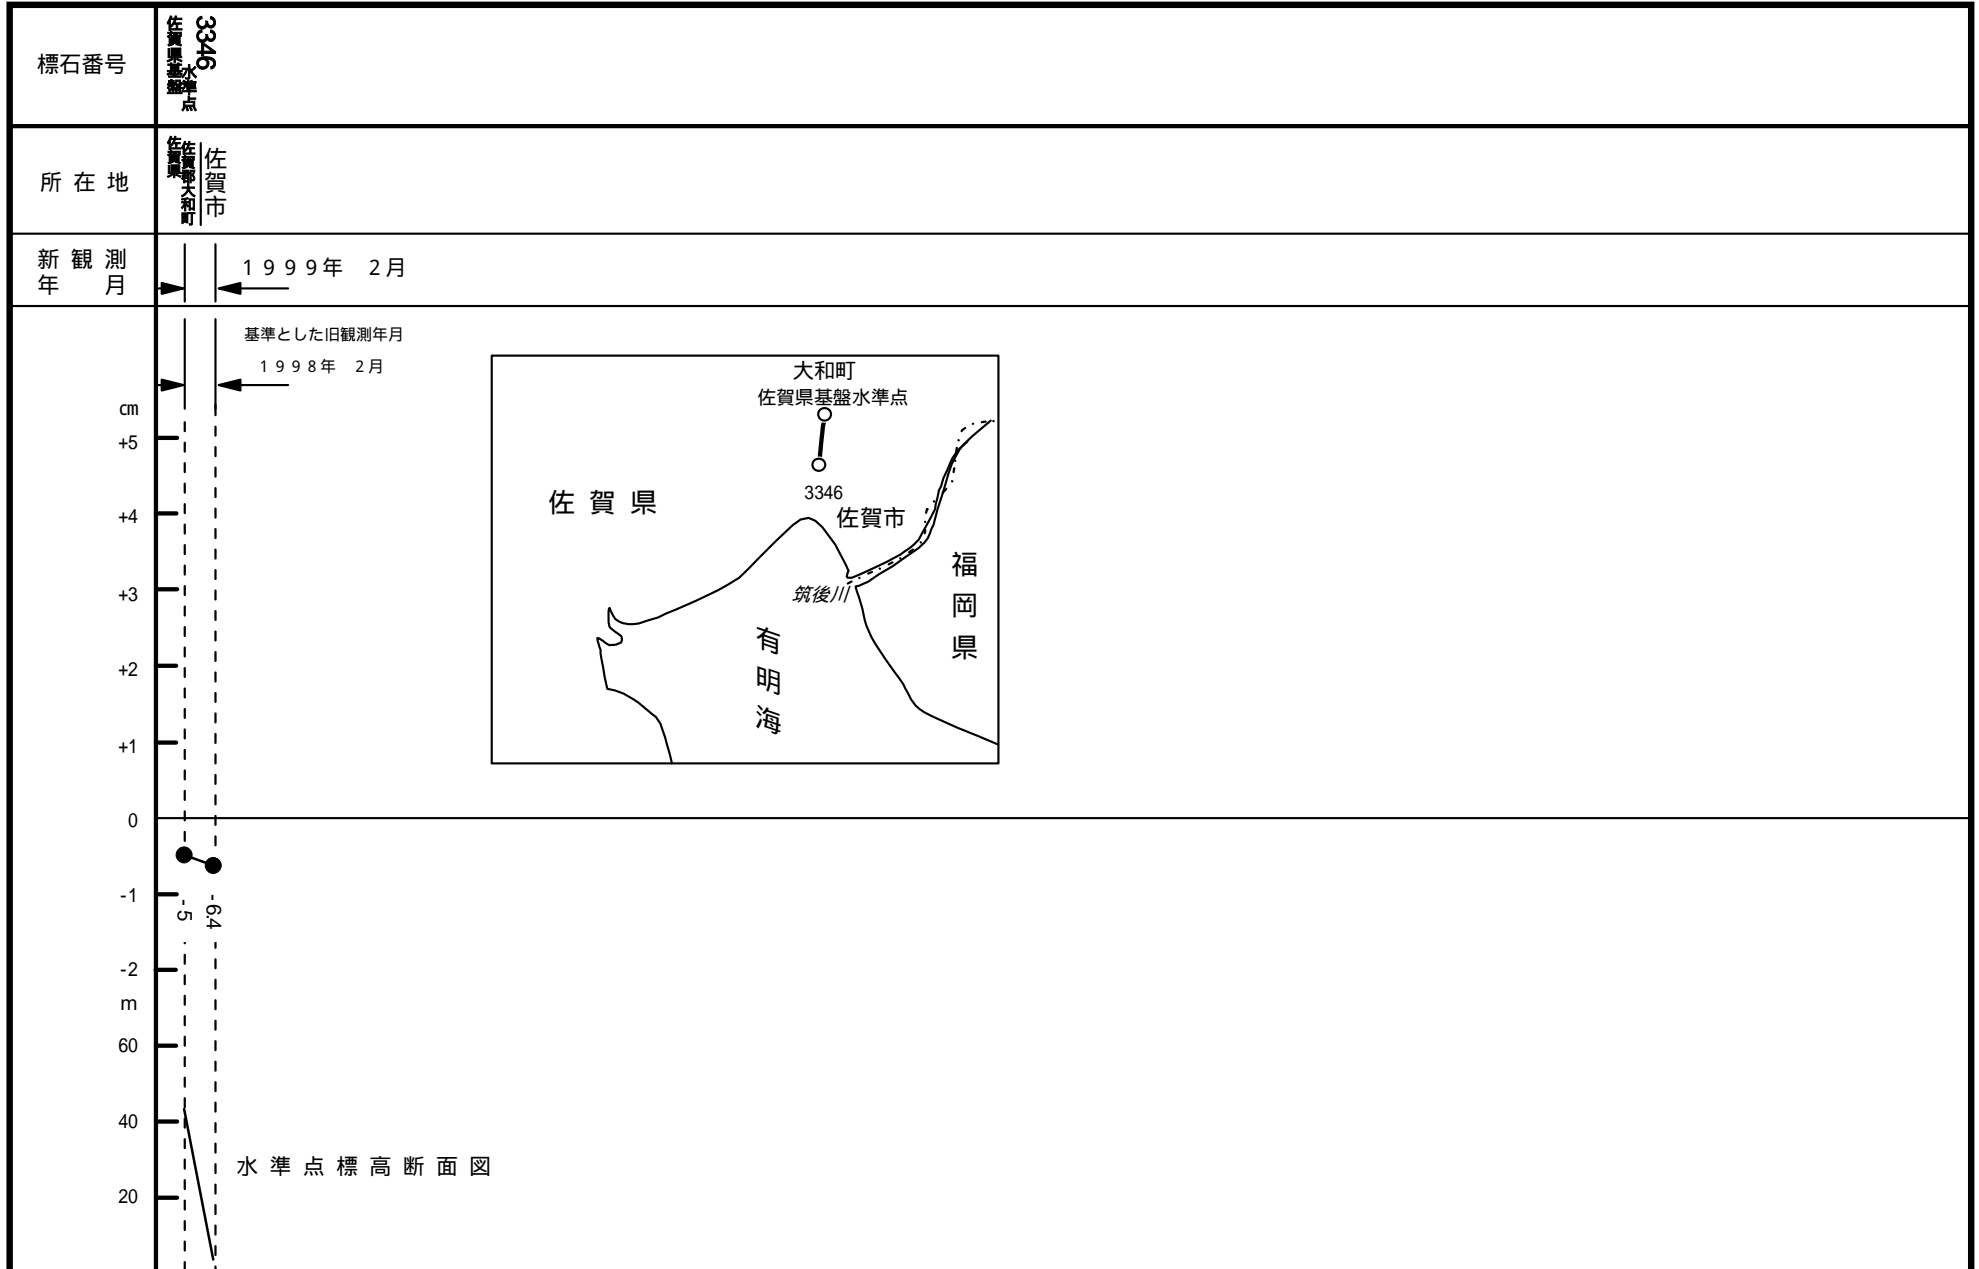 標石番号
佐賀県基盤
水準点
3346
所在地
佐賀県
佐賀郡大和町
佐賀市
新観測
年　月
1999年　2月
基準とした旧観測年月
1998年　2月
cm
+5
+4
+3
+2
+1
0
-1
-2
-5
-6.4
大和町
佐賀県基盤水準点
3346
佐賀県
佐賀市
筑後川
福岡県
有明海
m
60
40
20
水準点標高断面図